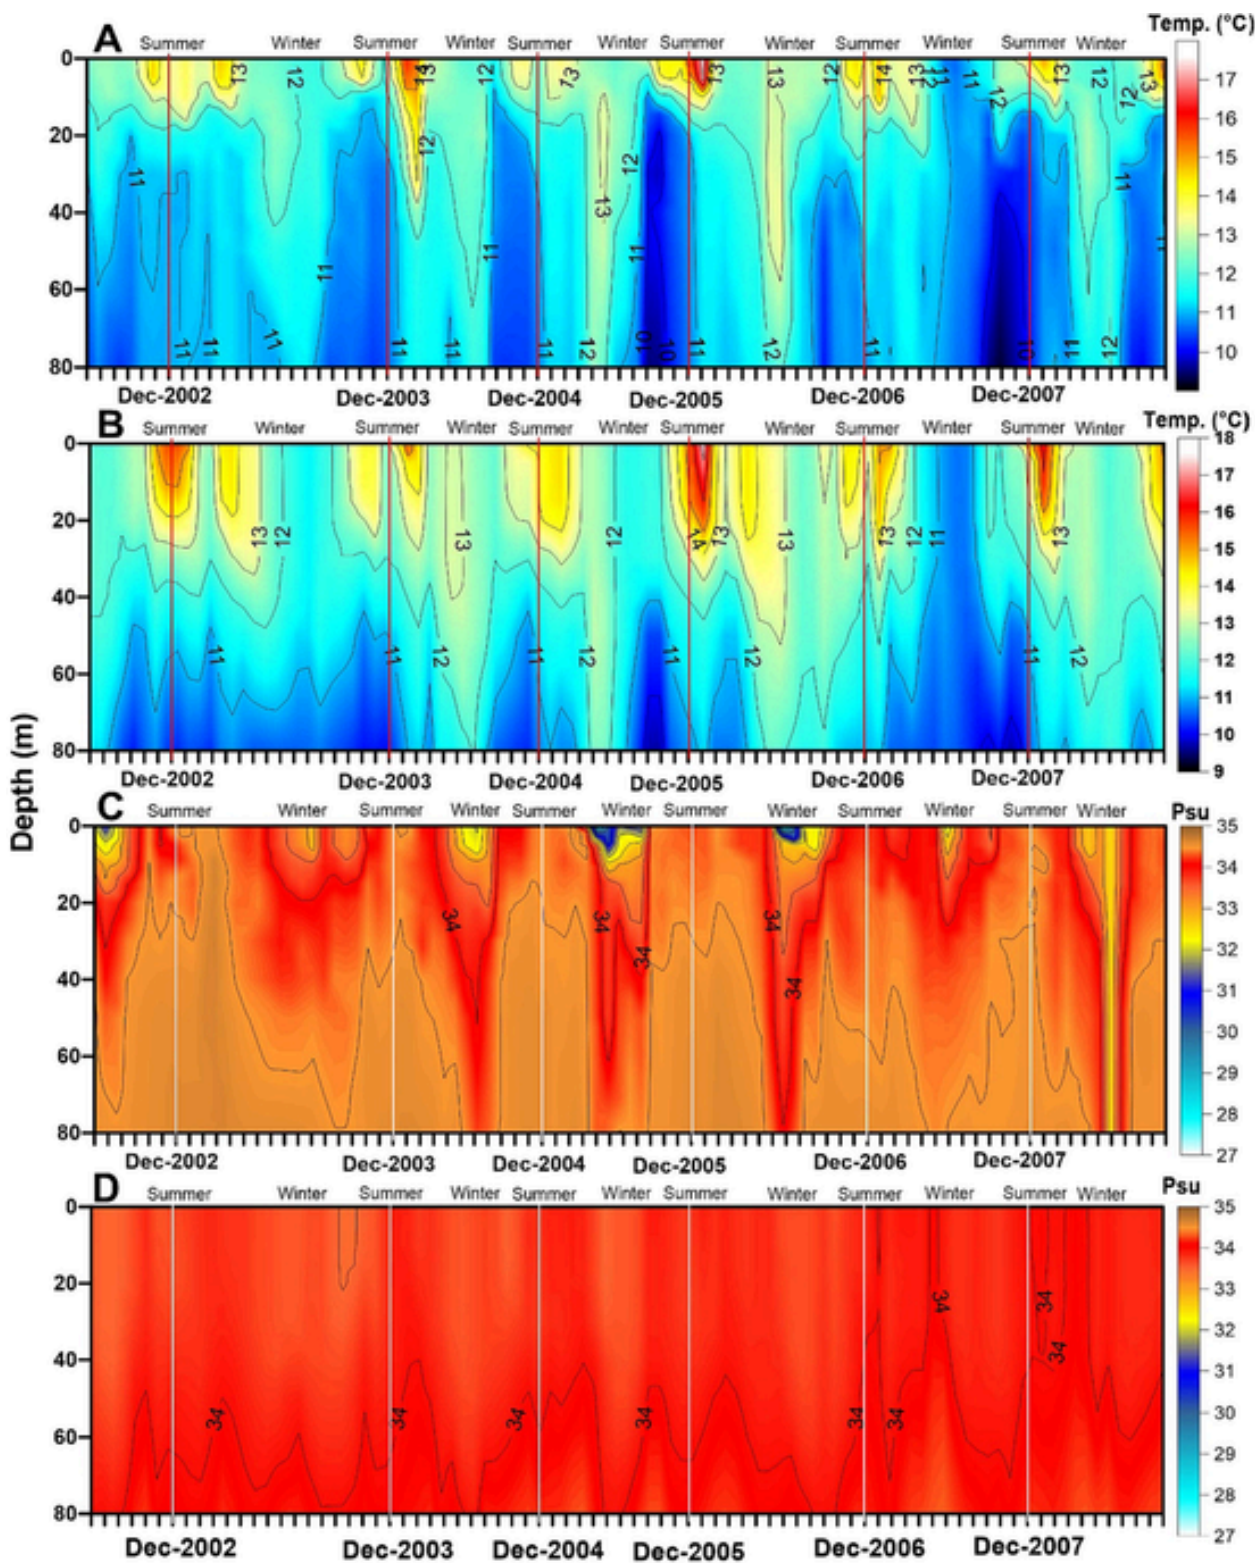 A Summer Winter Summer Winter Summer Winter Summer Winter Summer Winter Summer Winter Temp. (°C)
0 13 12 13 12 13 13 13 12 14 13 11 11 12 13 12 12 13 17
16
20 12 12 15
11 11 14
40 13 13
11 11 11 12
60 11
11 11 11 11 11 11 12 10 10 11 12 11 10 11 12 10
80
Dec-2002 Dec-2003 Dec-2004 Dec-2005 Dec-2006 Dec-2007
B Summer Winter Summer Winter Summer Winter Summer Winter Summer Winter Summer Winter Temp. (°C)
0 18
17
16
20 13 12 13 12 14 13 13 13 12 11 13 15
14
40 13
11 11 12 11 12 11 12 11 12 12
60 11
10
80 9
Dec-2002 Dec-2003 Dec-2004 Dec-2005 Dec-2006 Dec-2007
Depth (m)
C Summer Winter Summer Winter Summer Winter Summer Winter Summer Winter Summer Winter Psu
0 35
34
20 34 34 34 33
34 32
40 34 31
30
60 29
28
80 27
Dec-2002 Dec-2003 Dec-2004 Dec-2005 Dec-2006 Dec-2007
D Summer Winter Summer Winter Summer Winter Summer Winter Summer Winter Summer Winter Psu
0 35
34
20 34 34 33
34 32
40 31
34 34 34 34 34 34 30
60 29
28
80 27
Dec-2002 Dec-2003 Dec-2004 Dec-2005 Dec-2006 Dec-2007